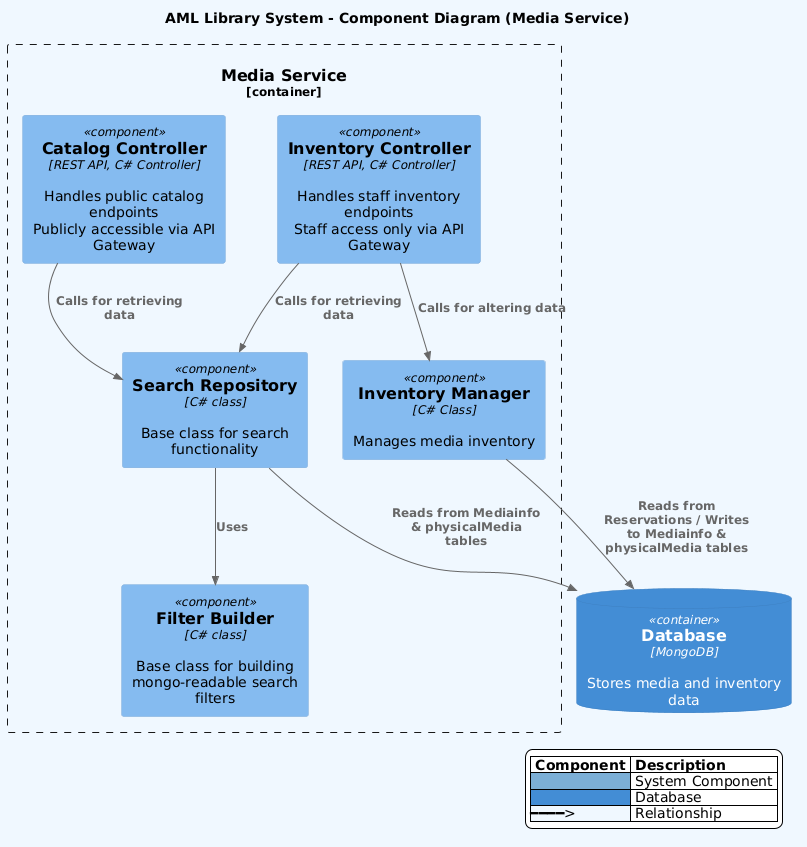 AML Library System - Component Diagram (Media Service)
Media Service
[container]
«component»
Catalog Controller
[REST API, C# Controller]
Handles public catalog
endpoints
Publicly accessible via API
Gateway
«component»
Inventory Controller
[REST API, C# Controller]
Handles staff inventory
endpoints
Staff access only via API
Gateway
Calls for retrieving
data
Calls for retrieving
data
Calls for altering data
«component»
Search Repository
[C# class]
Base class for search
functionality
«component»
Inventory Manager
[C# Class]
Manages media inventory
Uses
Reads from Mediainfo
& physicalMedia
tables
Reads from
Reservations / Writes
to Mediainfo &
physicalMedia tables
«component»
Filter Builder
[C# class]
Base class for building
mongo-readable search
filters
«container»
Database
[MongoDB]
Stores media and inventory
data
Component Description
System Component
Database
━━━━> Relationship